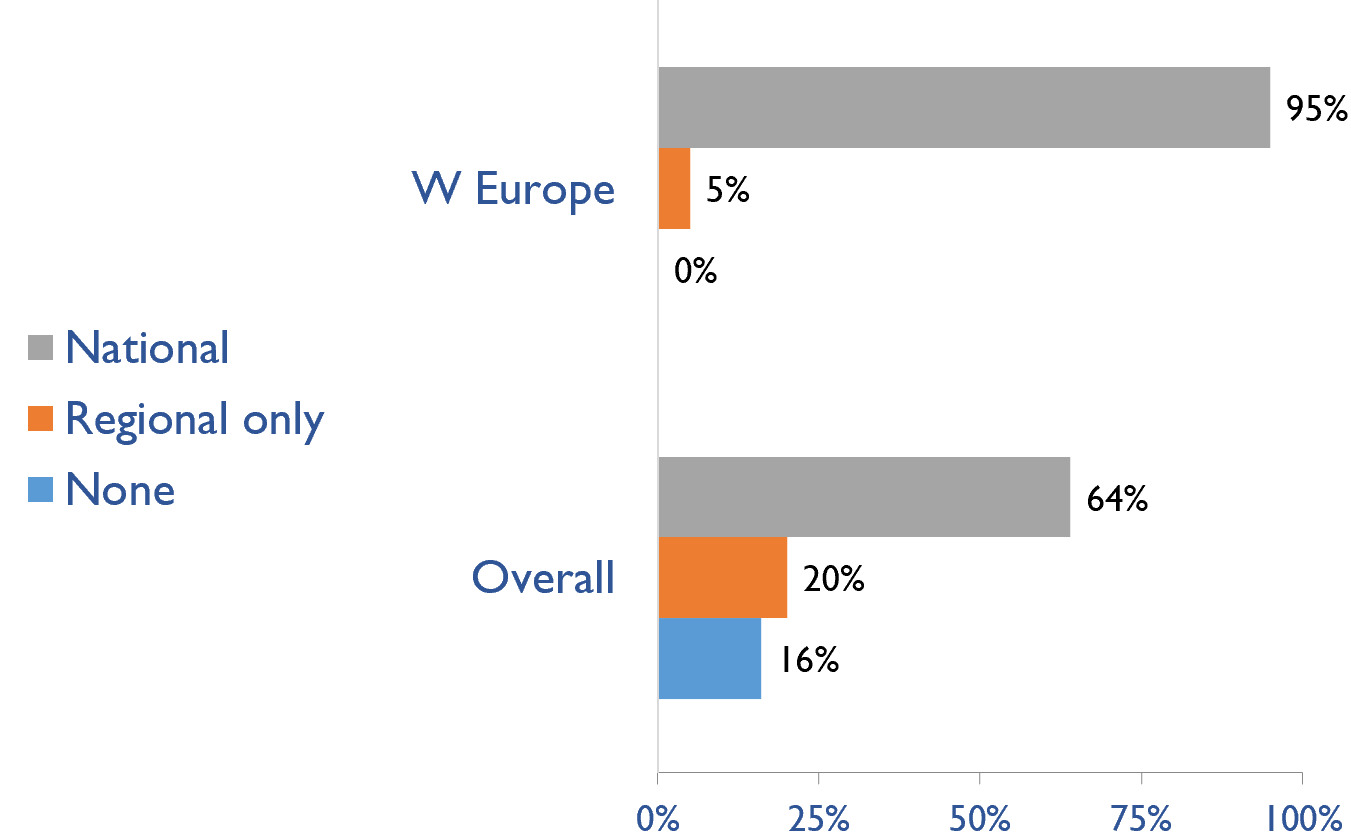 95%
W Europe
5%
0%
National
Regional only
None
64%
Overall
20%
16%
0% 25% 50% 75% 100%